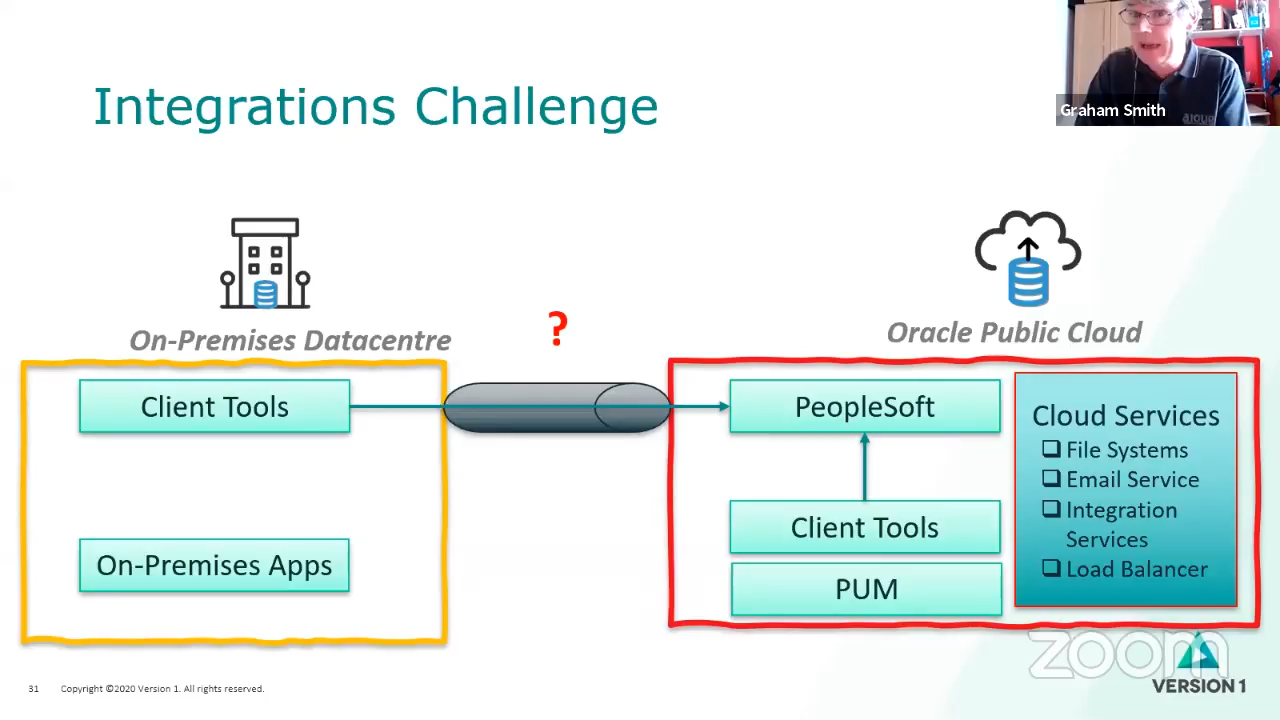 Integrations Challenge
Graham Smith
On-Premises Datacentre
?
Oracle Public Cloud
Client Tools
On-Premises Apps
PeopleSoft
Client Tools
PUM
Cloud Services
File Systems
Email Service
Integration
Services
Load Balancer
zoom
VERSION 1
31 Copyright ©2020 Version 1. All rights reserved.